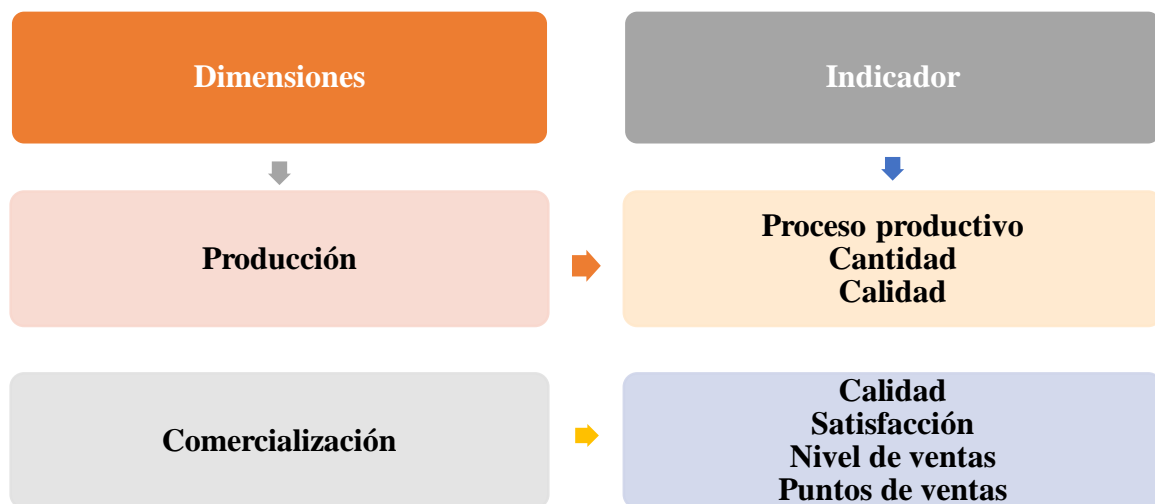 Dimensiones
Indicador
Producción
Proceso productivo
Cantidad
Calidad
Comercialización
Calidad
Satisfacción
Nivel de ventas
Puntos de ventas